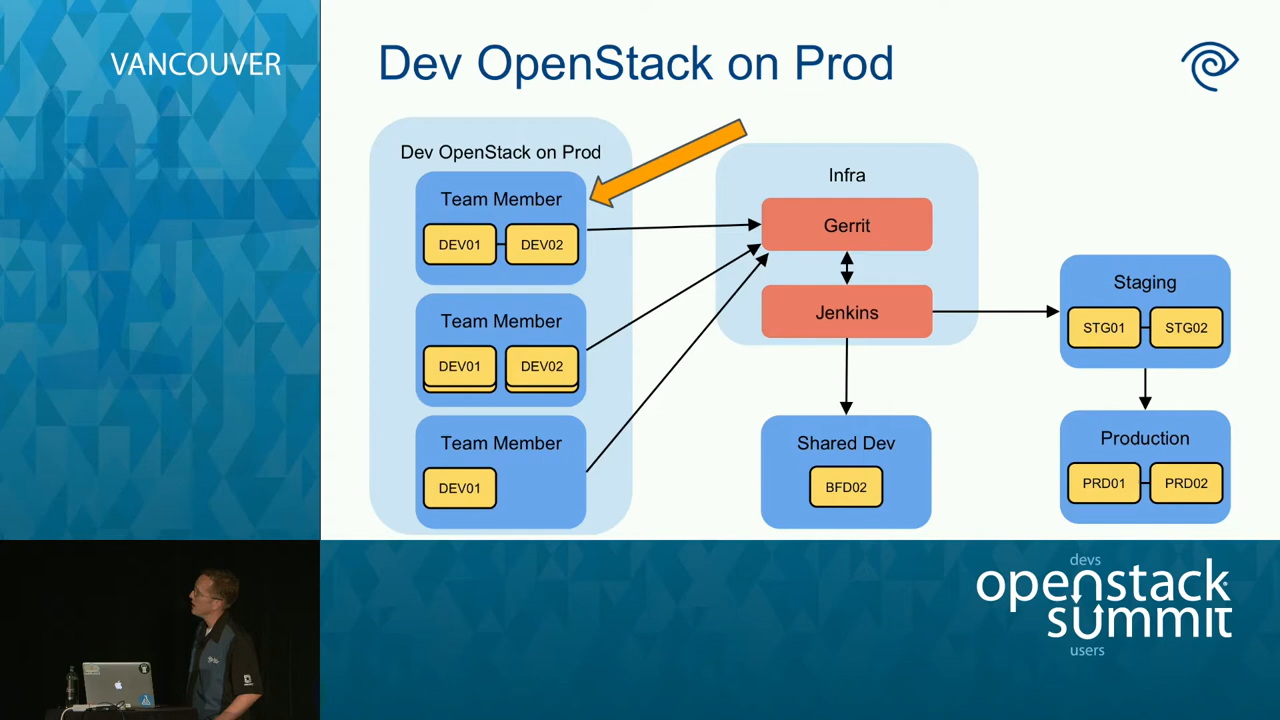 VANCOUVER
Dev OpenStack on Prod
Dev OpenStack on Prod
Team Member
DEV01
DEV02
Team Member
DEV01
DEV02
Team Member
DEV01
Infra
Gerrit
Jenkins
Shared Dev
BFD02
Staging
STG01
STG02
Production
PRD01
PRD02
devs
openstack
summit
users